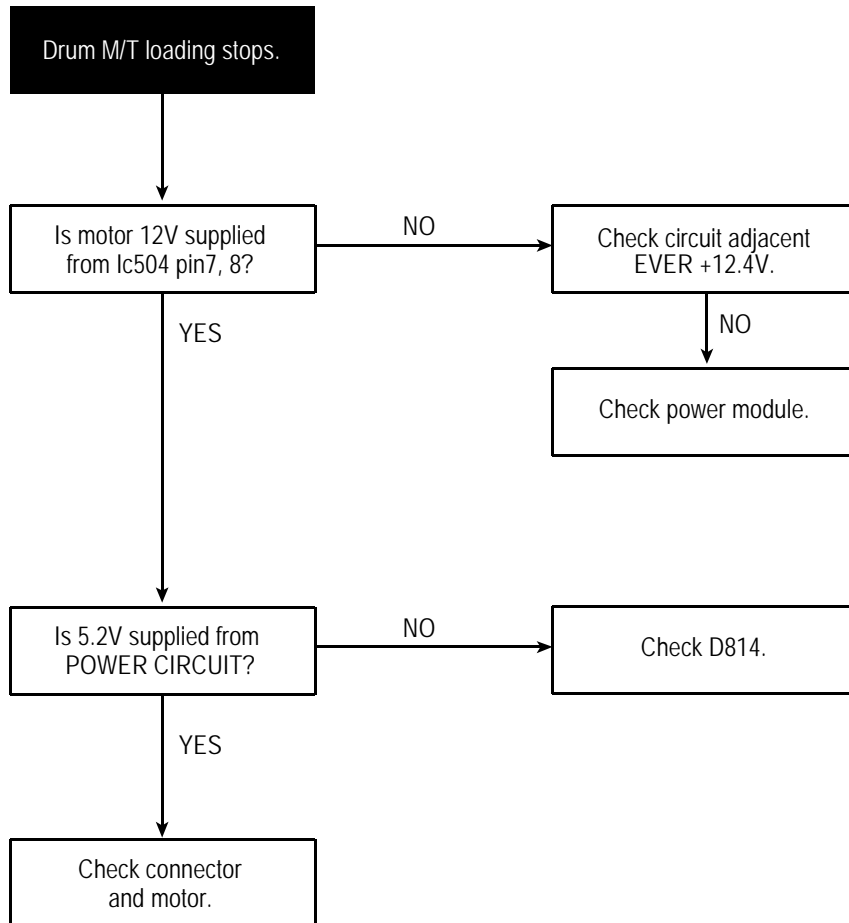 Drum M/T loading stops.
Is motor 12V supplied
from Ic504 pin7, 8?
NO
Check circuit adjacent
EVER +12.4V.
NO
Check power module.
YES
Is 5.2V supplied from
POWER CIRCUIT?
NO
Check D814.
YES
Check connector
and motor.